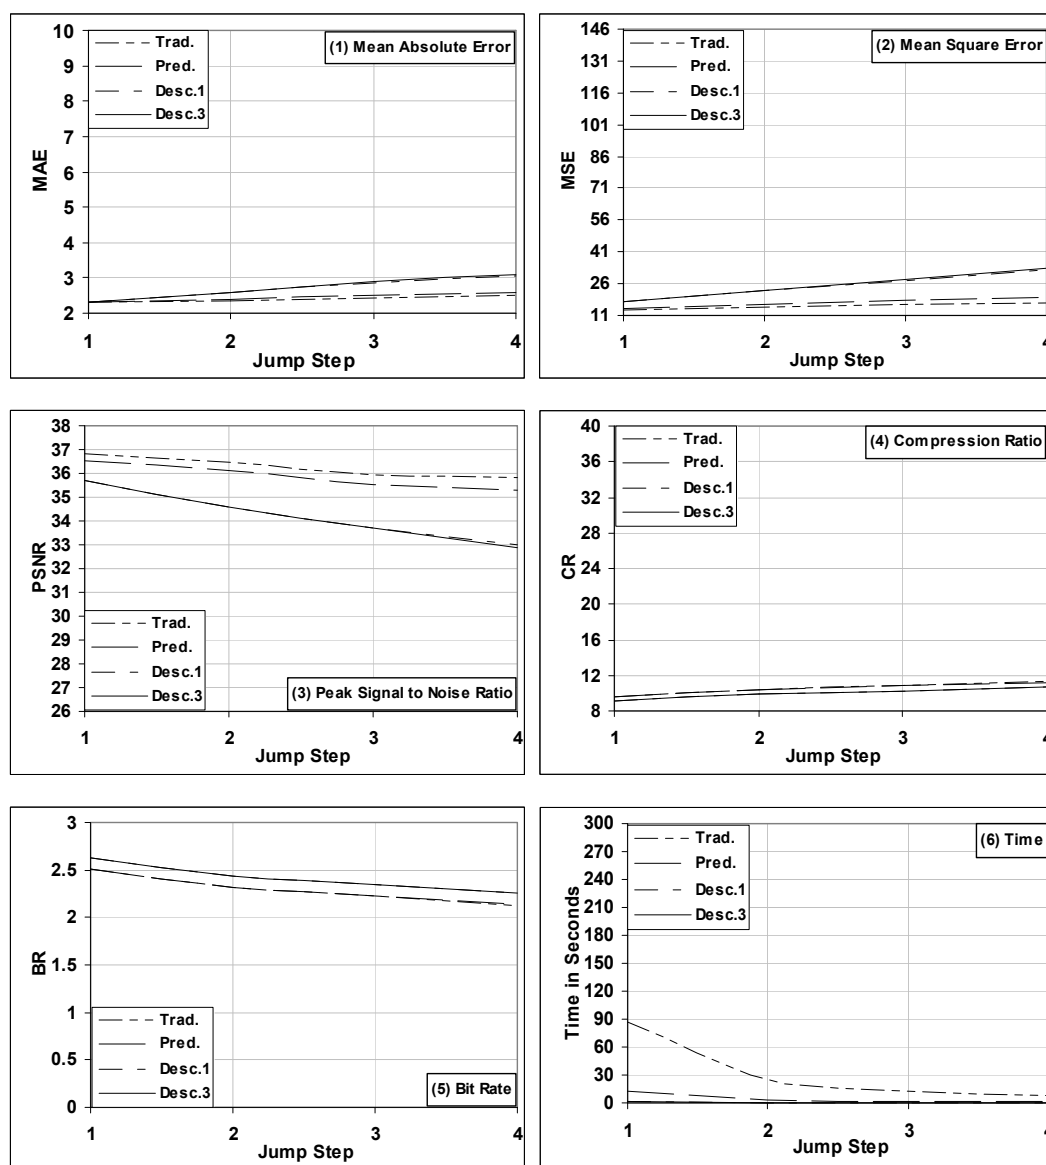 (1) Mean Absolute Error
Trad.
Pred.
Desc.1
Desc.3
10
9
8
7
6
5
4
3
2
MAE
1 2 3 4
Jump Step
(2) Mean Square Error
Trad.
Pred.
Desc.1
Desc.3
146
131
116
101
86
71
56
41
26
11
MSE
1 2 3 4
Jump Step
38
37
36
35
34
33
32
31
30
29
28
27
26
PSNR
Trad.
Pred.
Desc.1
Desc.3
(3) Peak Signal to Noise Ratio
1 2 3 4
Jump Step
(4) Compression Ratio
Trad.
Pred.
Desc.1
Desc.3
40
36
32
28
24
20
16
12
8
CR
1 2 3 4
Jump Step
3
2.5
2
1.5
1
0.5
0
BR
Trad.
Pred.
Desc.1
Desc.3
(5) Bit Rate
1 2 3 4
Jump Step
(6) Time
Trad.
Pred.
Desc.1
Desc.3
300
270
240
210
180
150
120
90
60
30
0
Time in Seconds
1 2 3 4
Jump Step